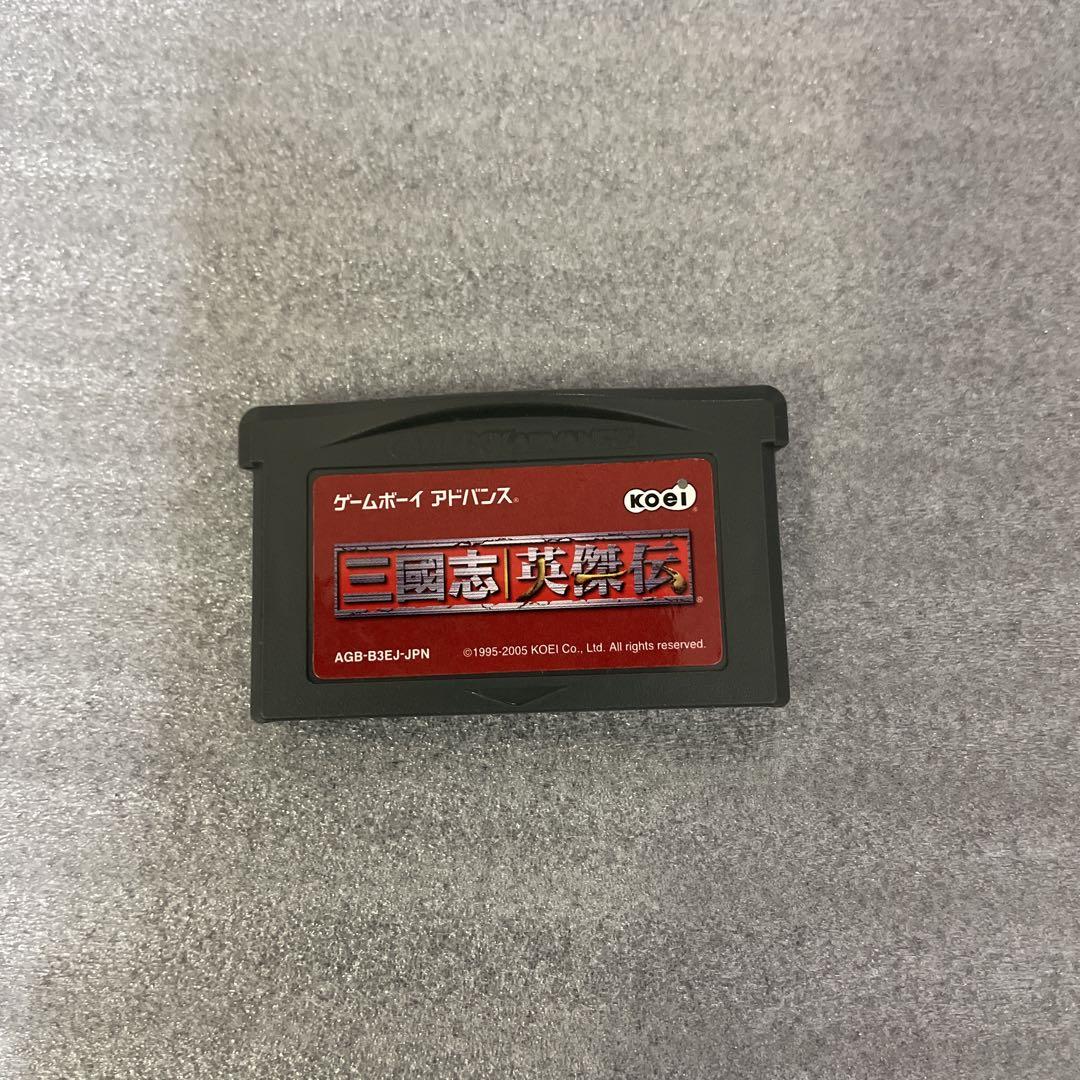 ゲームボーイ アドバンス®
KOEI®
三國志 英傑伝®
AGB-B3EJ-JPN
©1995-2005 KOEI Co., Ltd. All rights reserved.